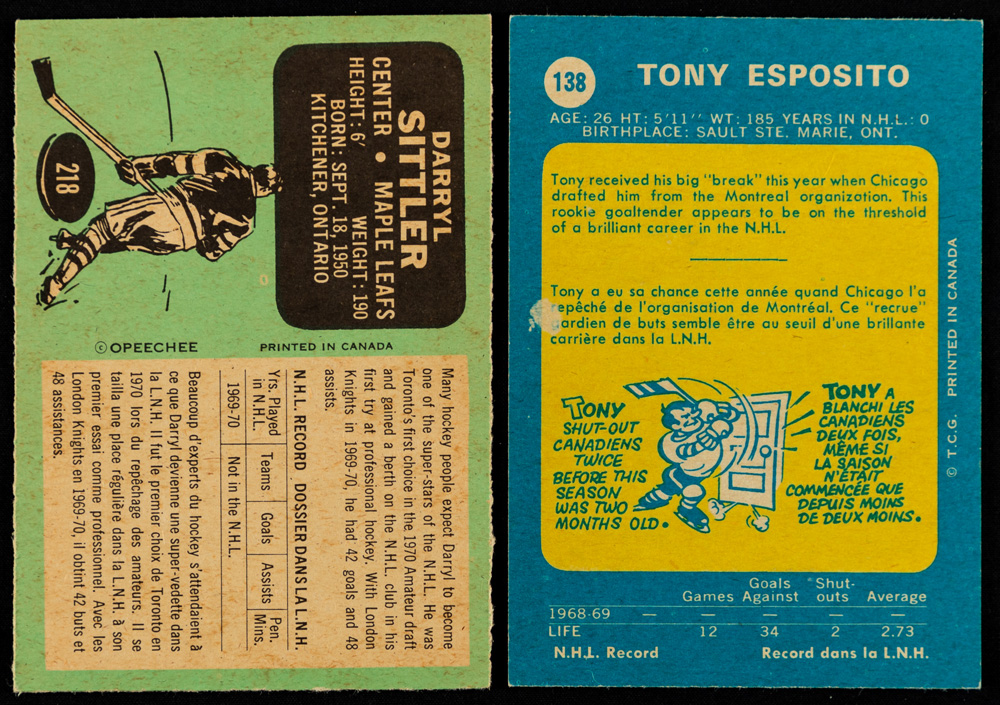 DARRYL
SITTLER
CENTER • MAPLE LEAFS
HEIGHT: 6' WEIGHT: 190
BORN: SEPT. 18, 1950
KITCHENER, ONTARIO
218
© OPEECHEE PRINTED IN CANADA
Many hockey people expect Darryl to become
one of the super-stars of the N.H.L. He was
Toronto's first choice in the 1970 Amateur draft
and gained a berth on the N.H.L. club in his
first try at professional hockey. With London
Knights in 1969-70, he had 42 goals and 48
assists.
N.H.L. RECORD DOSSIER DANS LA L.N.H.
Yrs. Played in N.H.L. Teams Goals Assists Pen. Mins.
1969-70 Not in the N.H.L.
Beaucoup d'experts du hockey s'attendaient à
ce que Darryl devienne une super-vedette dans
la L.N.H. Il fut le premier choix de Toronto en
1970 lors du repêchage des amateurs. Il se
tailla une place régulière dans la L.N.H. à son
premier essai comme professionnel. Avec les
London Knights en 1969-70, il obtint 42 buts et
48 assistances.
138
TONY ESPOSITO
AGE: 26 HT: 5'11" WT: 185 YEARS IN N.H.L.: 0
BIRTHPLACE: SAULT STE. MARIE, ONT.
Tony received his big "break" this year when Chicago
drafted him from the Montreal organization. This
rookie goaltender appears to be on the threshold
of a brilliant career in the N.H.L.
Tony a eu sa chance cette année quand Chicago l'a
repêché de l'organisation de Montréal. Ce "recrue"
gardien de buts semble être au seuil d'une brillante
carrière dans la L.N.H.
TONY
SHUT-OUT
CANADIENS
TWICE
BEFORE THIS
SEASON
WAS TWO
MONTHS OLD.
TONY A
BLANCHI LES
CANADIENS
DEUX FOIS,
MÊME SI
LA SAISON
N'ÉTAIT
COMMENCÉE QUE
DEPUIS MOINS
DE DEUX MOINS.
© T.C.G. PRINTED IN CANADA
Games Goals Against Shut-outs Average
1968-69 — — — —
LIFE 12 34 2 2.73
N.H.L. Record Record dans la L.N.H.